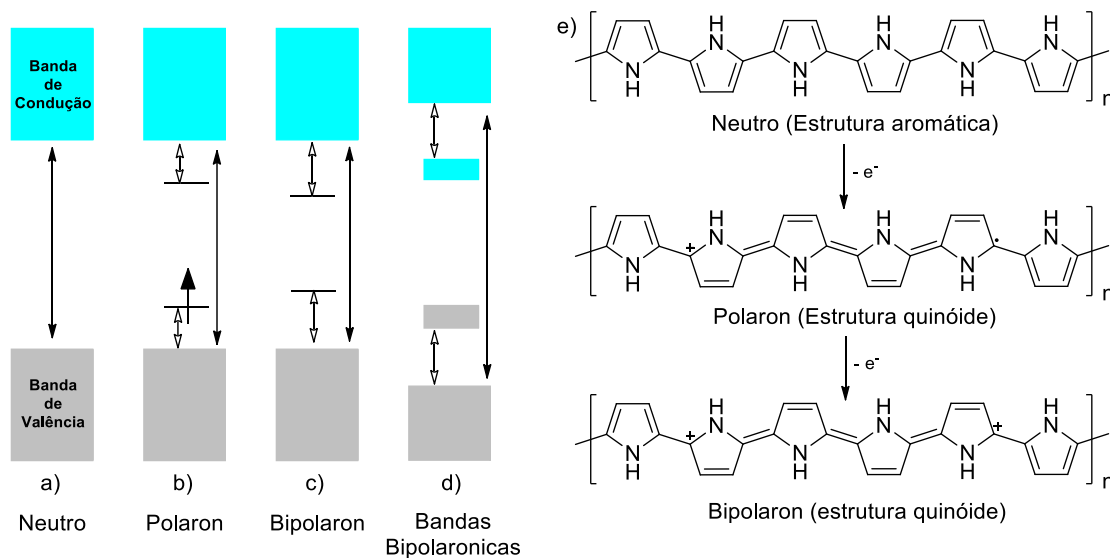 Banda
de
Condução
Banda
de
Valência
a)
Neutro
b)
Polaron
c)
Bipolaron
d)
Bandas
Bipolaronicas
e)
H
N
H
N
H
N
N
H
N
H
N
H
n
Neutro (Estrutura aromática)
- e-
H
N
H
N
+
.
N
H
N
H
N
H
N
H
n
Polaron (Estrutura quinóide)
- e-
H
N
H
N
+
+
N
H
N
H
N
H
N
H
n
Bipolaron (estrutura quinóide)